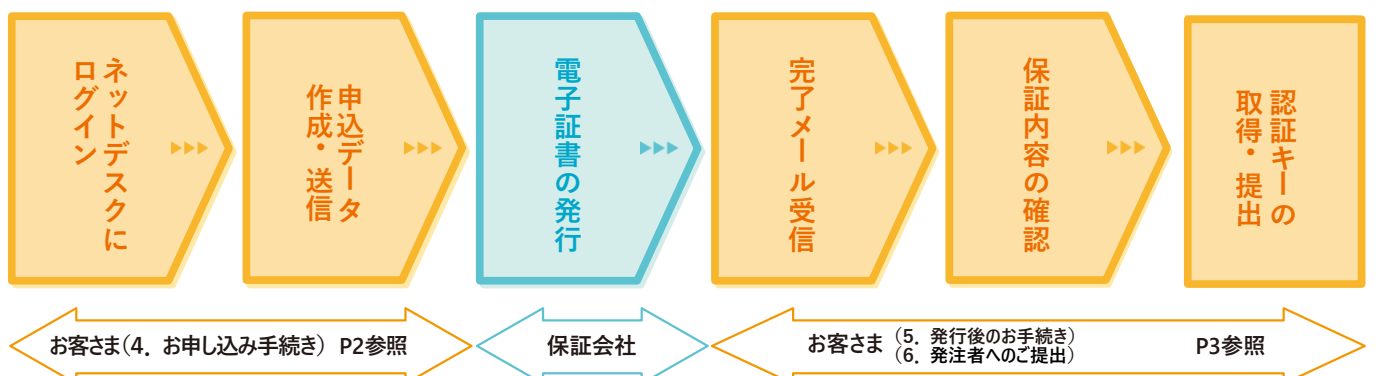 ネットデスクに
ログイン
申込データ
作成・送信
電子証書の発行
完了メール受信
保証内容の確認
認証キーの
取得・提出
お客さま(4. お申し込み手続き) P2参照
保証会社
お客さま (5. 発行後のお手続き) P3参照
(6. 発注者へのご提出)